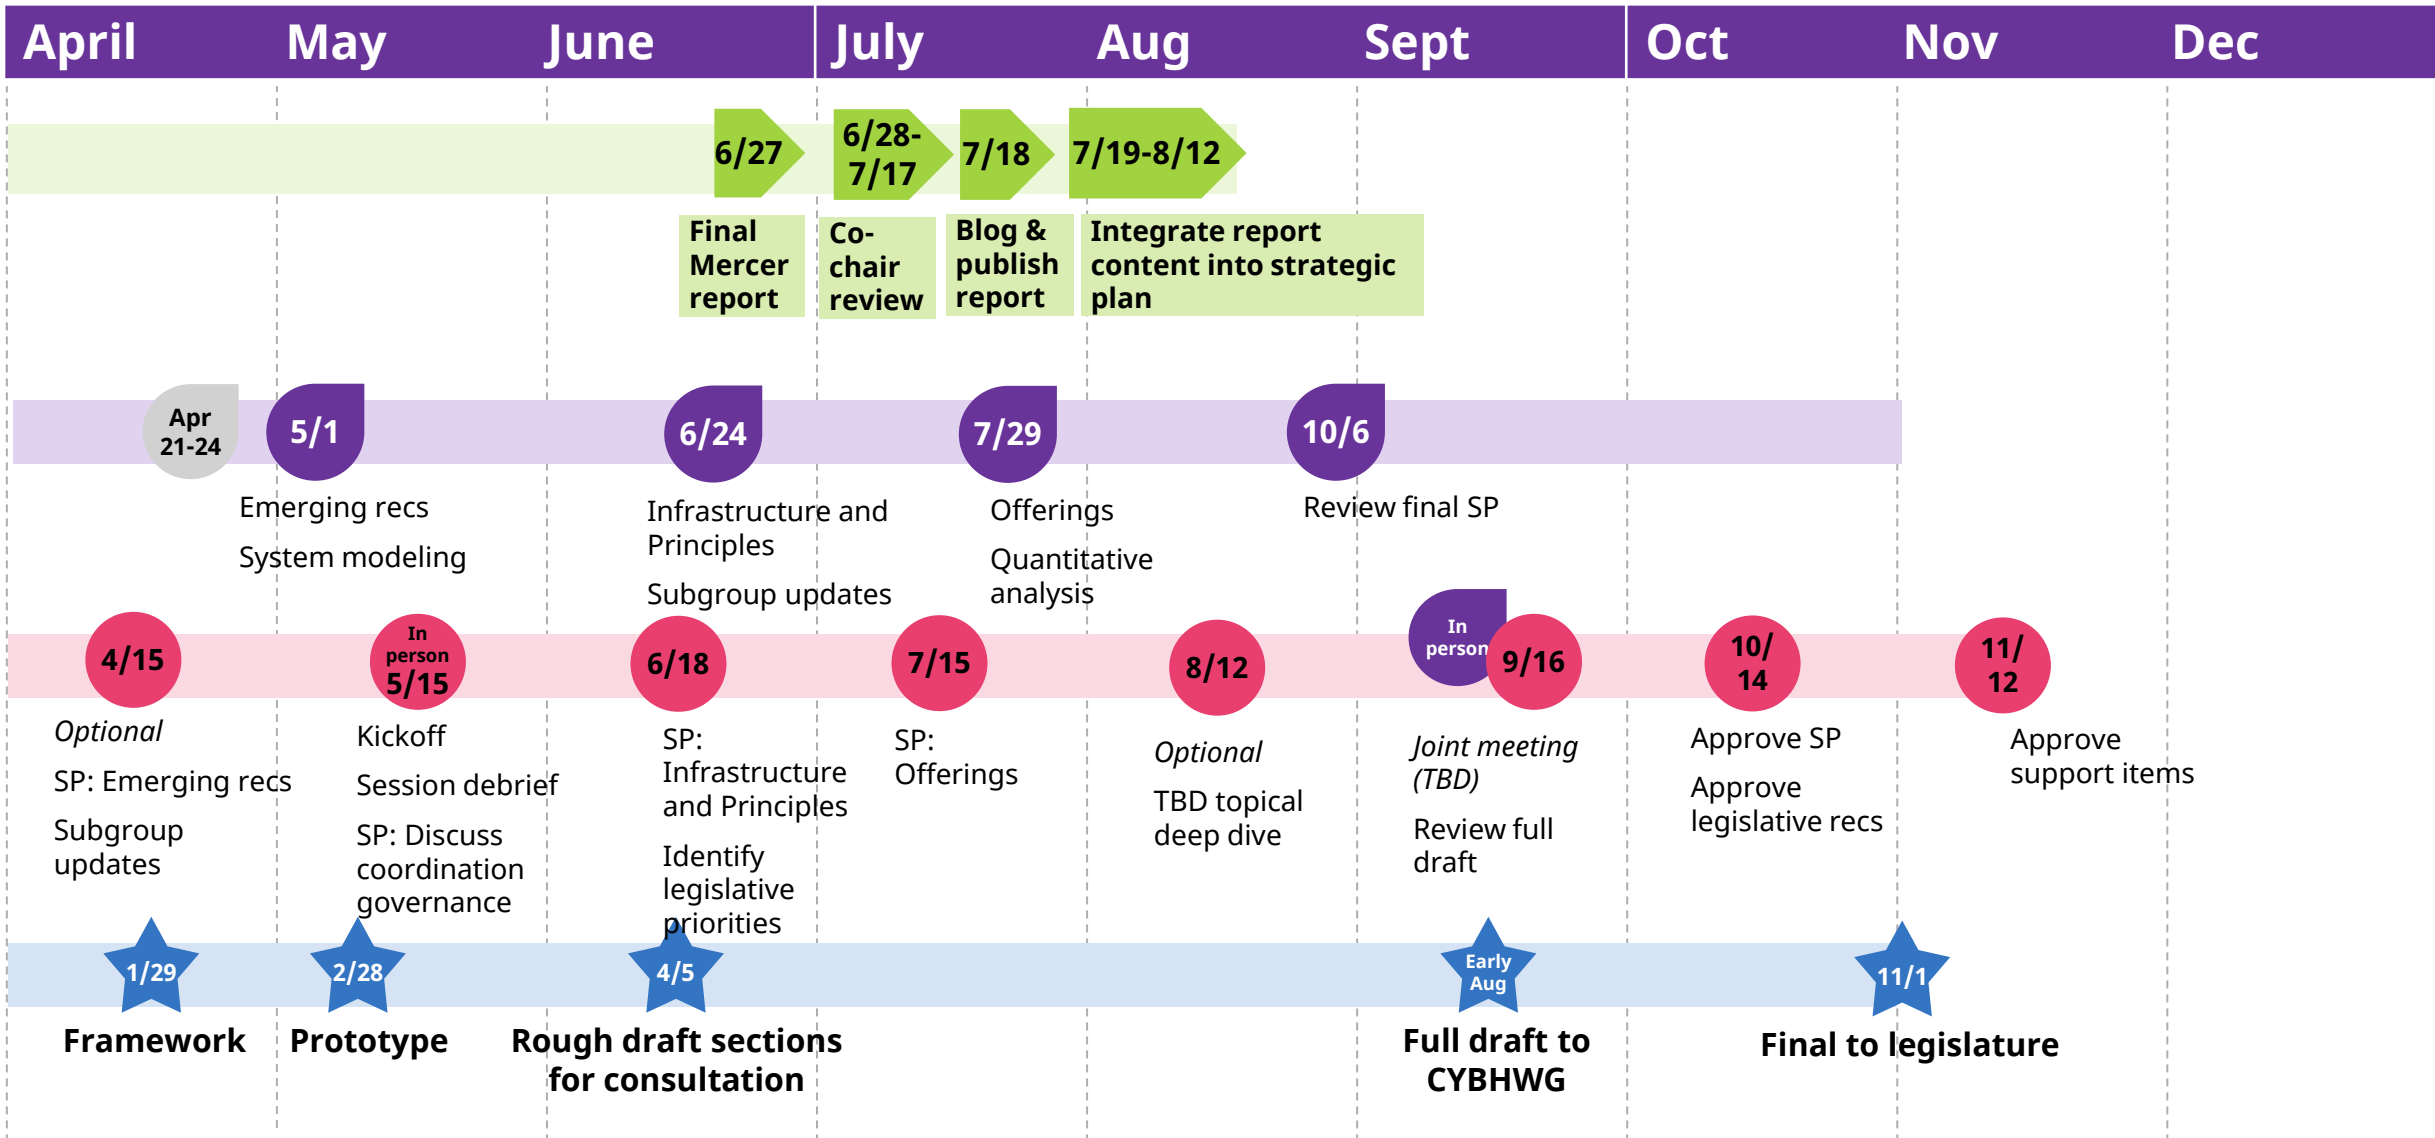 April May June July Aug Sept Oct Nov Dec
6/27
6/28-
7/17
7/18
7/19-8/12
Final
Mercer
report
Co-
chair
review
Blog &
publish
report
Integrate report
content into strategic
plan
Apr
21-24
5/1
6/24
7/29
10/6
Emerging recs
System modeling
Infrastructure and
Principles
Subgroup updates
Offerings
Quantitative
analysis
Review final SP
4/15
In
person
5/15
6/18
7/15
8/12
In
person
9/16
10/
14
11/
12
Optional
SP: Emerging recs
Subgroup
updates
Kickoff
Session debrief
SP: Discuss
coordination
governance
SP:
Infrastructure
and Principles
Identify
legislative
priorities
SP:
Offerings
Optional
TBD topical
deep dive
Joint meeting
(TBD)
Review full
draft
Approve SP
Approve
legislative recs
Approve
support items
1/29
2/28
4/5
Early
Aug
11/1
Framework
Prototype
Rough draft sections
for consultation
Full draft to
CYBHWG
Final to legislature